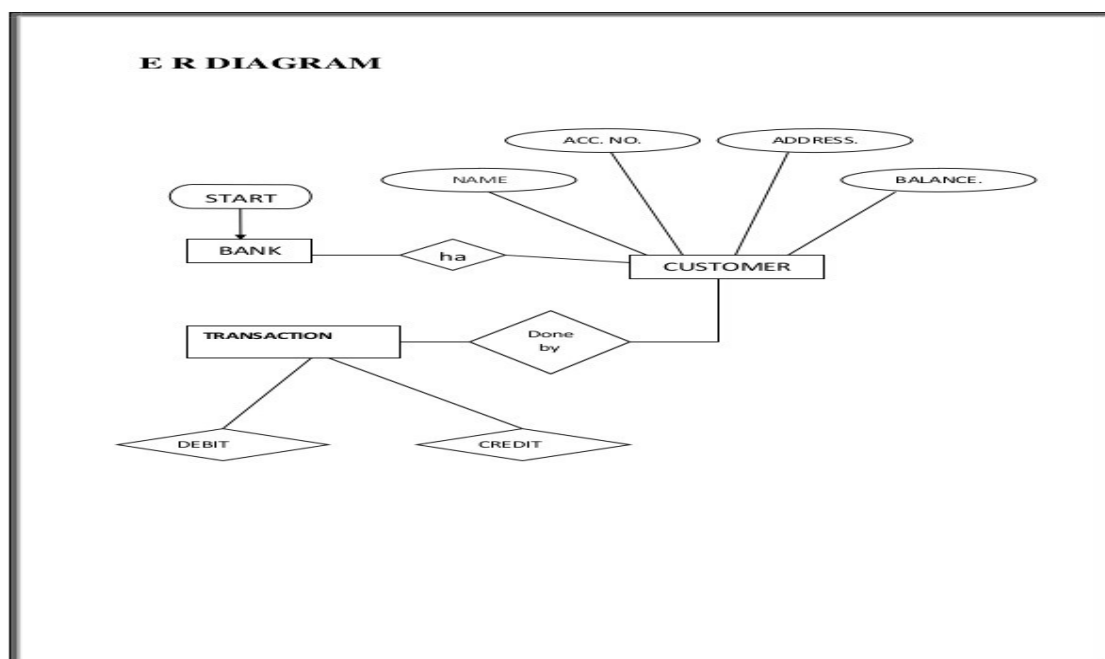 E R DIAGRAM
ACC. NO.
ADDRESS.
NAME
BALANCE.
START
BANK
ha
CUSTOMER
TRANSACTION
Done
by
DEBIT
CREDIT